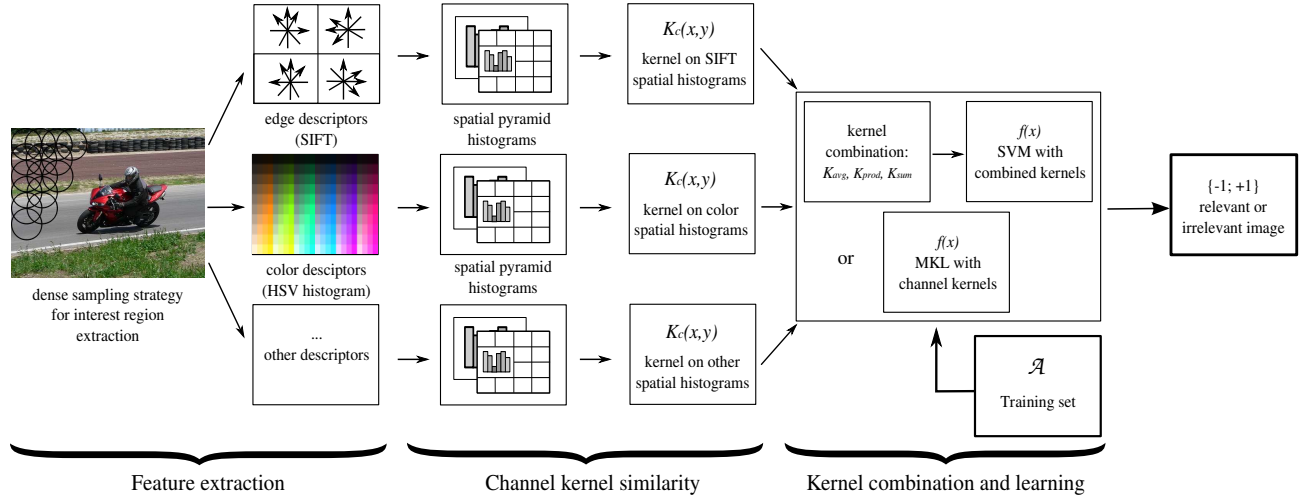 dense sampling strategy
for interest region
extraction
edge descriptors
(SIFT)
color desciptors
(HSV histogram)
...
other descriptors
spatial pyramid
histograms
spatial pyramid
histograms
Kc(x,y)
kernel on SIFT
spatial histograms
Kc(x,y)
kernel on color
spatial histograms
Kc(x,y)
kernel on other
spatial histograms
kernel
combination:
Kavg, Kprod, Ksum
f(x)
SVM with
combined kernels
or
f(x)
MKL with
channel kernels
𝒜
Training set
{-1; +1}
relevant or
irrelevant image
Feature extraction
Channel kernel similarity
Kernel combination and learning